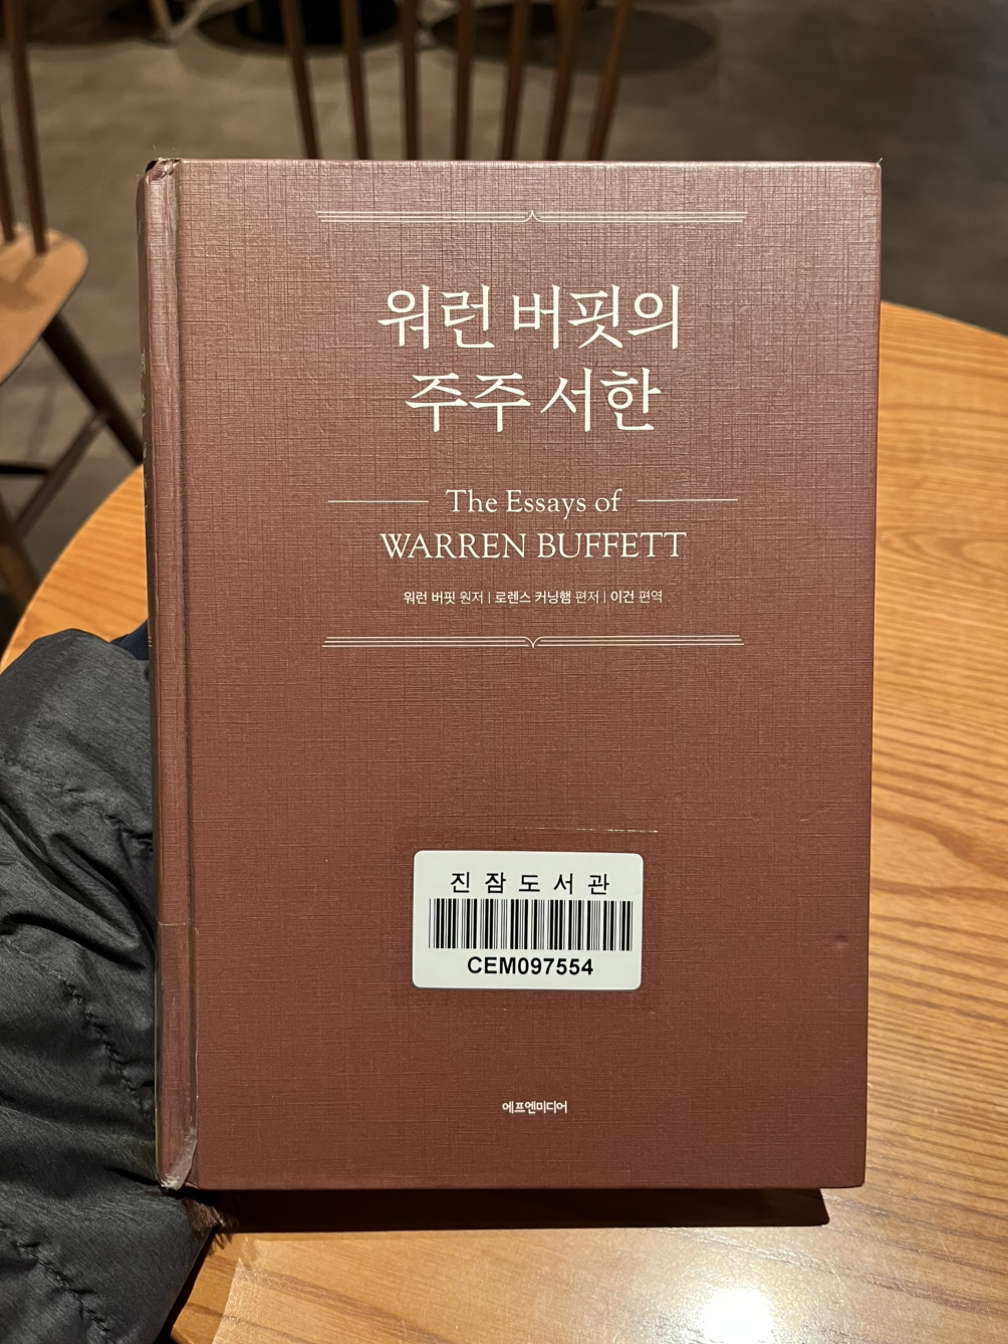 워런 버핏의
주주 서한
The Essays of
WARREN BUFFETT
워런 버핏 원저 | 로렌스 커닝햄 편저 | 이건 편역
진잠도서관
CEM097554
에프엔미디어